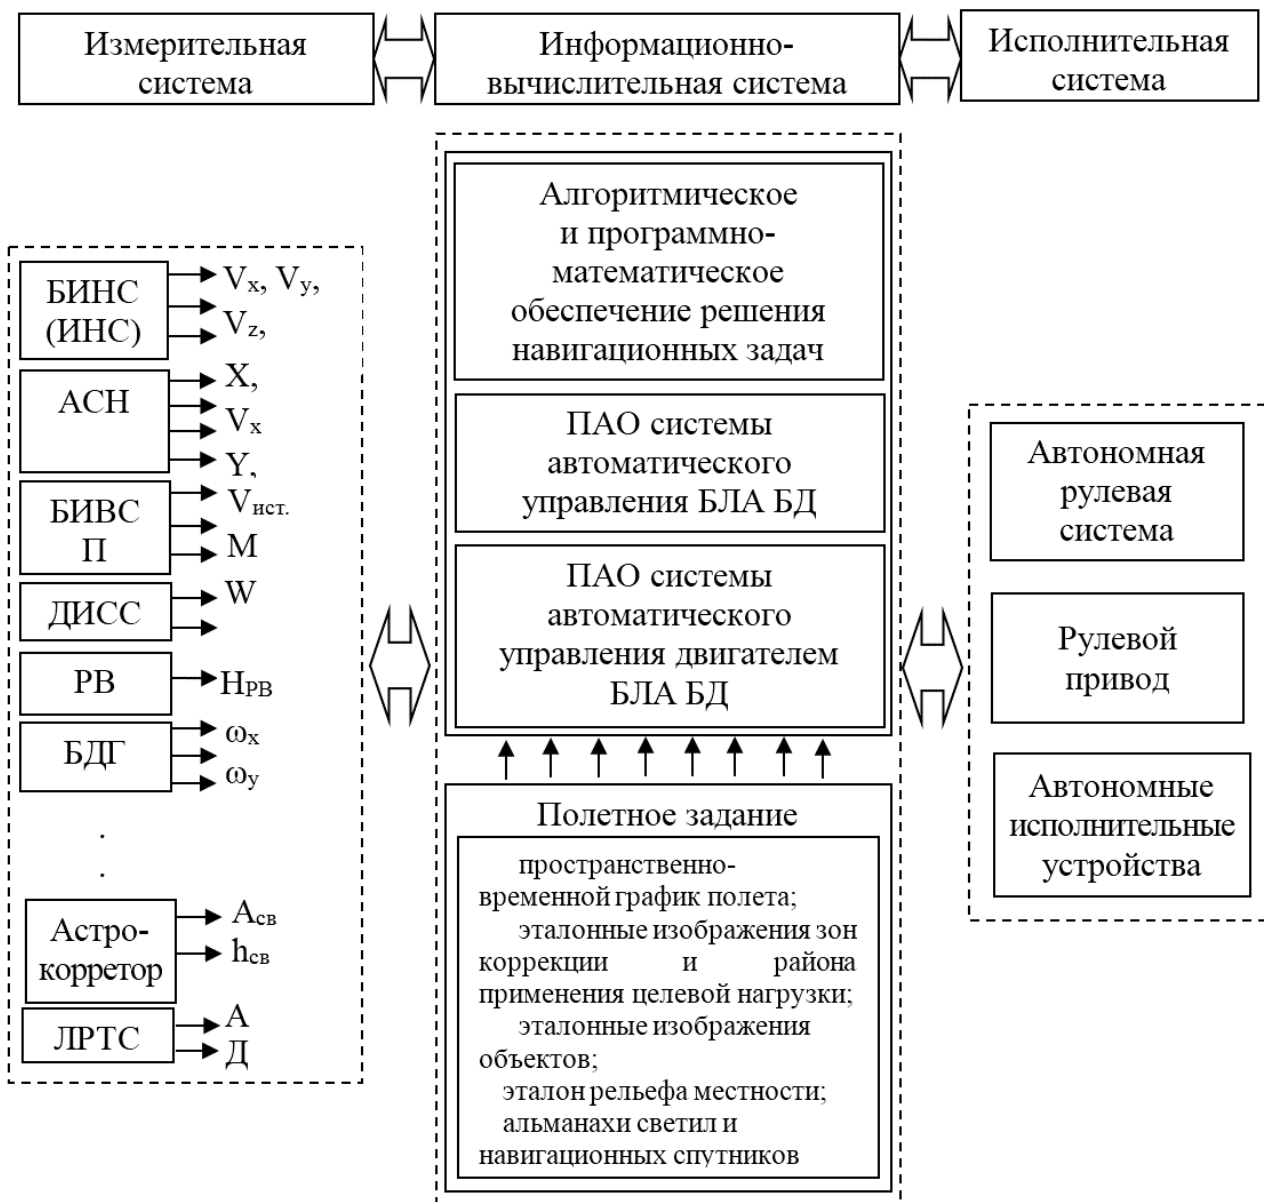 Измерительная
система
Информационно-
вычислительная система
Исполнительная
система
БИНС
(ИНС)
Vx, Vy,
Vz,
АСН
X,
Vx
Y,
БИВС
П
Vист.
М
ДИСС
W
РВ
HРВ
БДГ
ωx
ωy
.
.
Астро-
корретор
Aсв
hсв
ЛРТС
А
Д
Алгоритмическое
и программно-
математическое
обеспечение решения
навигационных задач
ПАО системы
автоматического
управления БЛА БД
ПАО системы
автоматического
управления двигателем
БЛА БД
Полетное задание
пространственно-
временной график полета;
эталонные изображения зон
коррекции и района
применения целевой нагрузки;
эталонные изображения
объектов;
эталон рельефа местности;
альманахи светил и
навигационных спутников
Автономная
рулевая
система
Рулевой
привод
Автономные
исполнительные
устройства